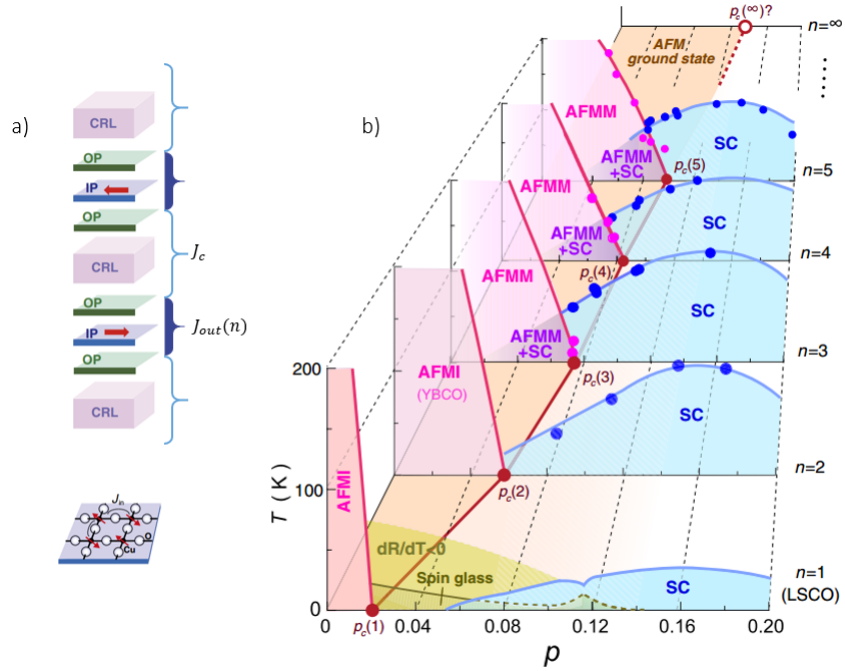 a)
CRL
OP
IP
OP
CRL
J_c
OP
IP
J_out(n)
OP
CRL
J_in
O
Cu
b)
p_c(∞)?
n=∞
AFM
ground state
AFMM
SC
AFMM
+SC
p_c(5)
n=5
AFMM
SC
AFMM
+SC
p_c(4)
n=4
AFMM
SC
AFMM
+SC
p_c(3)
n=3
AFMI
(YBCO)
SC
p_c(2)
n=2
AFMI
dR/dT<0
Spin glass
SC
n=1
(LSCO)
p_c(1)
T (K)
200
100
0
0 0.04 0.08 0.12 0.16 0.20
p